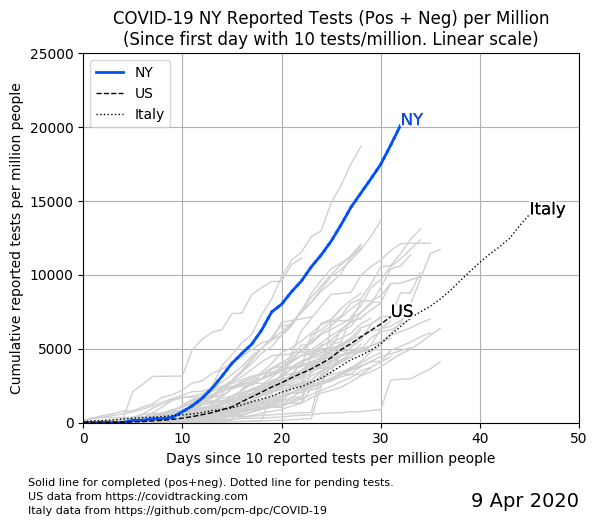 COVID-19 NY Reported Tests (Pos + Neg) per Million
(Since first day with 10 tests/million. Linear scale)
25000
20000
15000
10000
5000
0
Cumulative reported tests per million people
NY
US
Italy
NY
Italy
US
0 10 20 30 40 50
Days since 10 reported tests per million people
Solid line for completed (pos+neg). Dotted line for pending tests.
US data from https://covidtracking.com
Italy data from https://github.com/pcm-dpc/COVID-19
9 Apr 2020